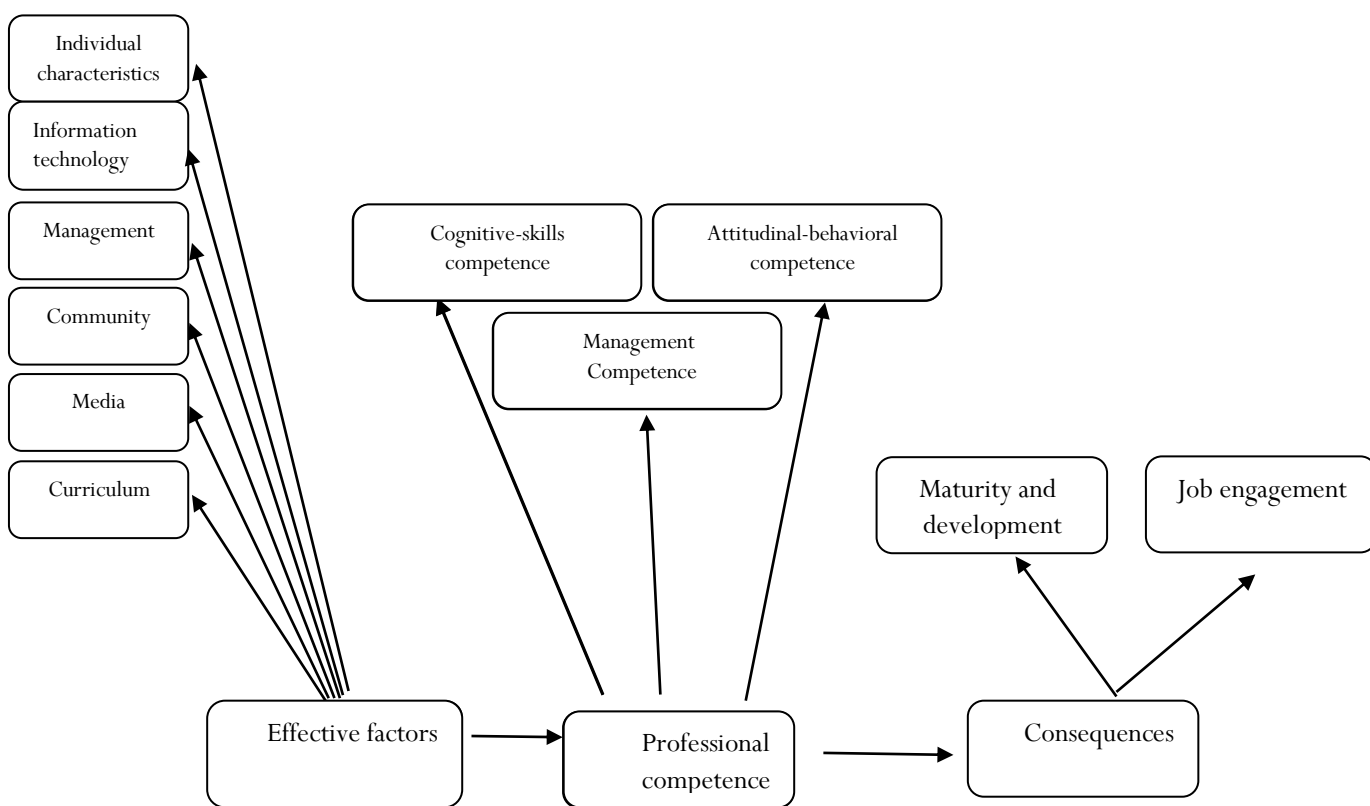 Individual
characteristics
Information
technology
Management
Community
Media
Curriculum
Cognitive-skills
competence
Attitudinal-behavioral
competence
Management
Competence
Maturity and
development
Job engagement
Effective factors
Professional
competence
Consequences